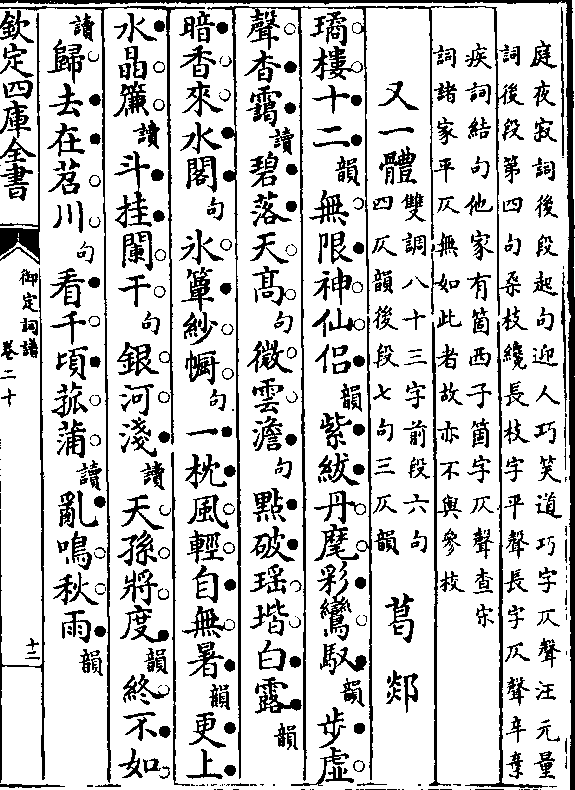 庭夜寂詞後段起句迎人巧笑道巧字仄聲汪元量
詞後段第四句朶枝纔長枝字平聲長字仄聲辛棄
疾詞結句他家有箇西子箇字仄聲查宋
詞諸家平仄無如此者故亦不與參校
又一體 雙調八十三字前段六句
四仄韻後段七句三仄韻 葛郯
璚樓十二韻無限神仙侣韻紫紱丹麾彩鸞馭韻步虛
聲杳靄讀碧落天高句微雲澹句點破瑶堦白露韻
暗香來水閣句氷簟紗㡡句一枕風輕自無暑韻更上
水晶簾讀斗挂闌干句銀河淺讀天孫將度韻終不如
讀歸去在苕川句看千頃菰蒲讀亂鳴秋雨韻
欽定四庫全書
御定詞譜
卷二十
十三